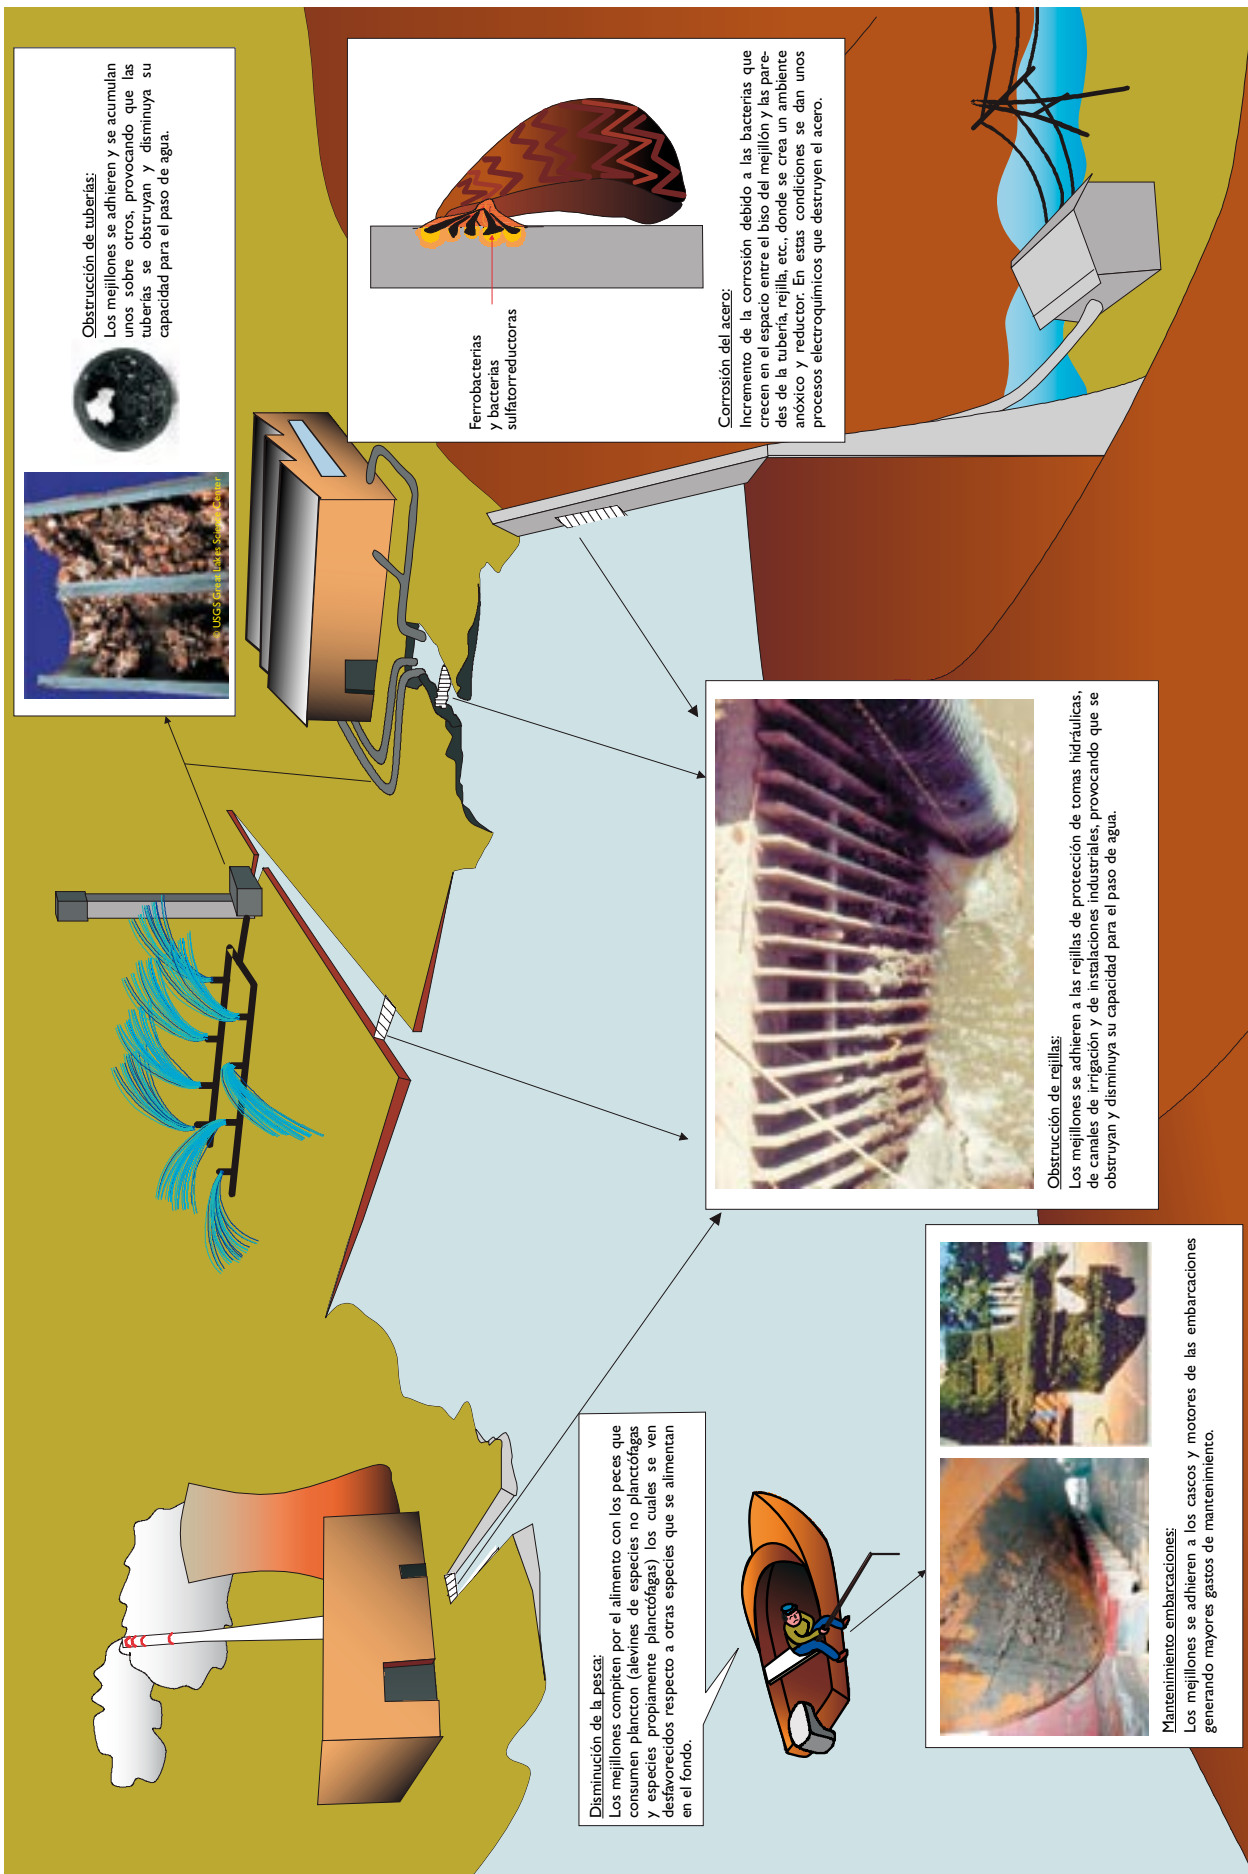 Obstrucción de tuberías:
Los mejillones se adhieren y se acumulan
unos sobre otros, provocando que las
tuberías se obstruyan y disminuya su
capacidad para el paso de agua.
© USGS Great Lakes Science Center
Ferrobacterias
y bacterias
sulfatorreductoras
Corrosión del acero:
Incremento de la corrosión debido a las bacterias que
crecen en el espacio entre el biso del mejillón y las pare-
des de la tubería, rejilla, etc., donde se crea un ambiente
anóxico y reductor. En estas condiciones se dan unos
procesos electroquímicos que destruyen el acero.
Disminución de la pesca:
Los mejillones compiten por el alimento con los peces que
consumen plancton (alevines de especies no planctófagas
y especies propiamente planctófagas) los cuales se ven
desfavorecidos respecto a otras especies que se alimentan
en el fondo.
Obstrucción de rejillas:
Los mejillones se adhieren a las rejillas de protección de tomas hidráulicas,
de canales de irrigación y de instalaciones industriales, provocando que se
obstruyan y disminuya su capacidad para el paso de agua.
Mantenimiento embarcaciones:
Los mejillones se adhieren a los cascos y motores de las embarcaciones
generando mayores gastos de mantenimiento.